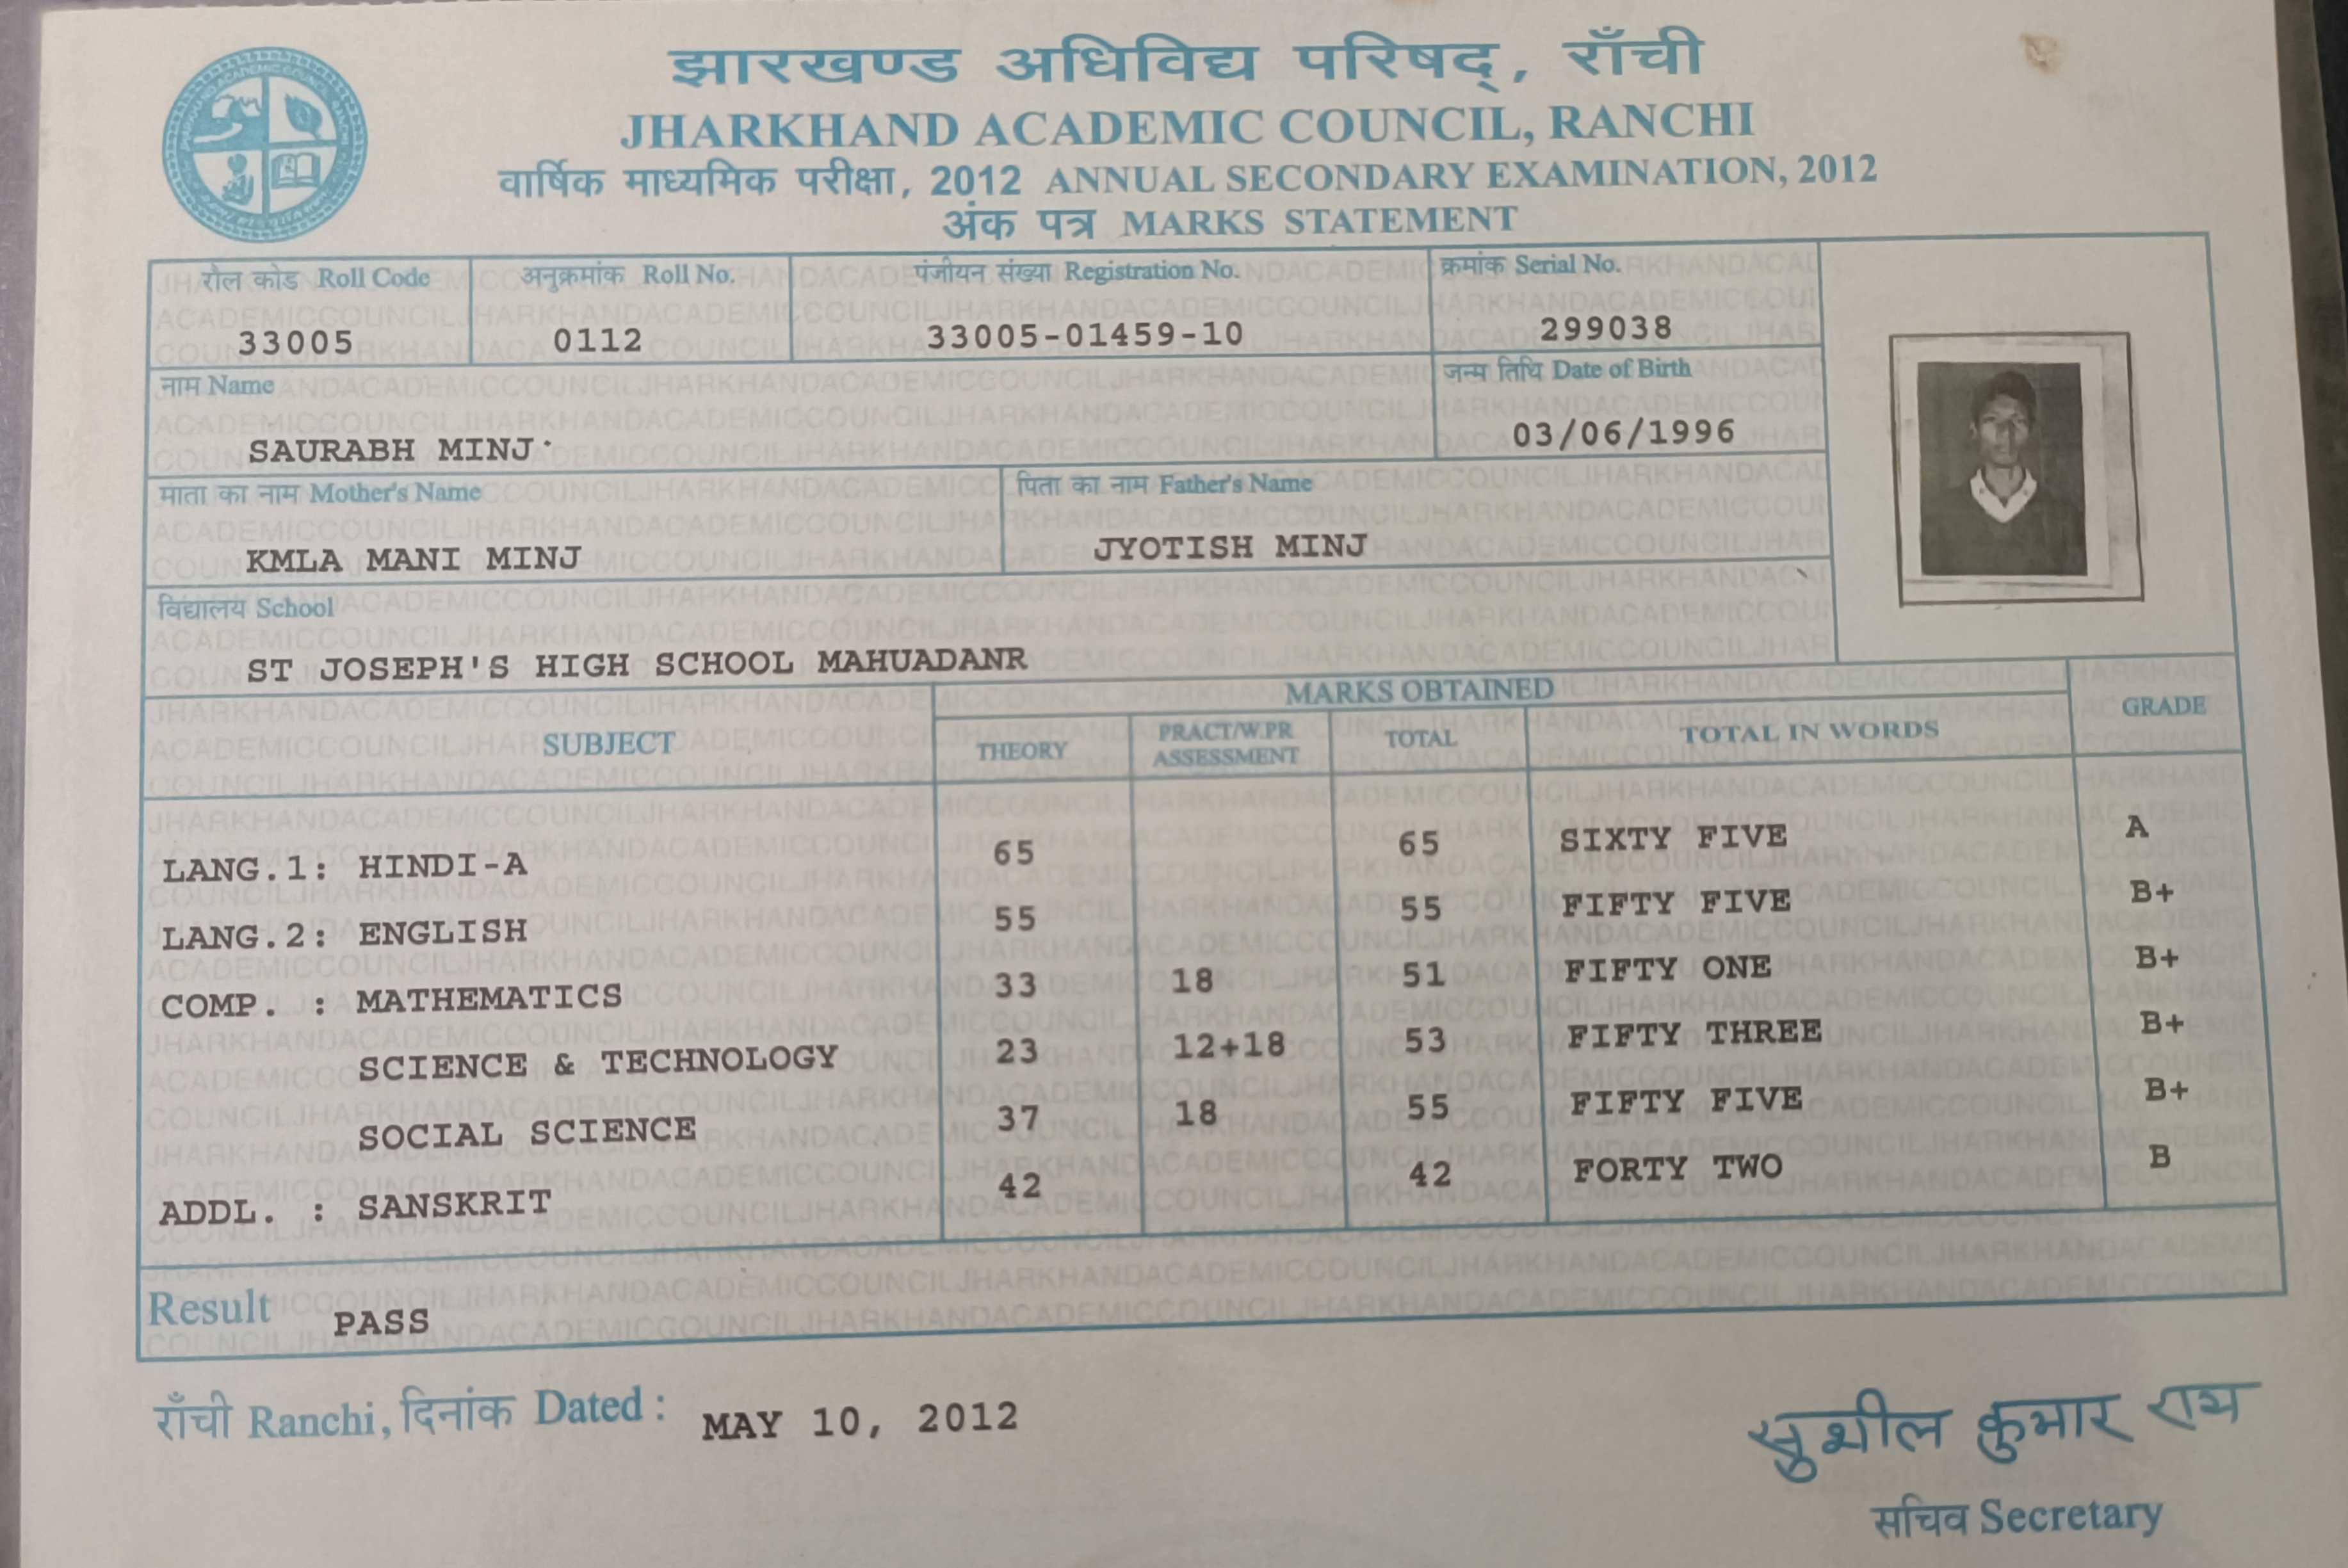 झारखण्ड अधिविद्य परिषद्, राँची
JHARKHAND ACADEMIC COUNCIL, RANCHI
वार्षिक माध्यमिक परीक्षा, 2012 ANNUAL SECONDARY EXAMINATION, 2012
अंक पत्र MARKS STATEMENT
रौल कोड Roll Code अनुक्रमांक Roll No. पंजीयन संख्या Registration No. क्रमांक Serial No.
33005 0112 33005-01459-10 299038
नाम Name जन्म तिथि Date of Birth
SAURABH MINJ 03/06/1996
माता का नाम Mother's Name पिता का नाम Father's Name
KMLA MANI MINJ JYOTISH MINJ
विद्यालय School
ST JOSEPH'S HIGH SCHOOL MAHUADANR
MARKS OBTAINED
SUBJECT THEORY PRACT/W.PR ASSESSMENT TOTAL TOTAL IN WORDS GRADE
LANG.1: HINDI-A 65 65 SIXTY FIVE A
LANG.2: ENGLISH 55 55 FIFTY FIVE B+
COMP. : MATHEMATICS 33 18 51 FIFTY ONE B+
SCIENCE & TECHNOLOGY 23 12+18 53 FIFTY THREE B+
SOCIAL SCIENCE 37 18 55 FIFTY FIVE B+
ADDL. : SANSKRIT 42 42 FORTY TWO B
Result PASS
राँची Ranchi, दिनांक Dated : MAY 10, 2012
सुशील कुमार राय
सचिव Secretary